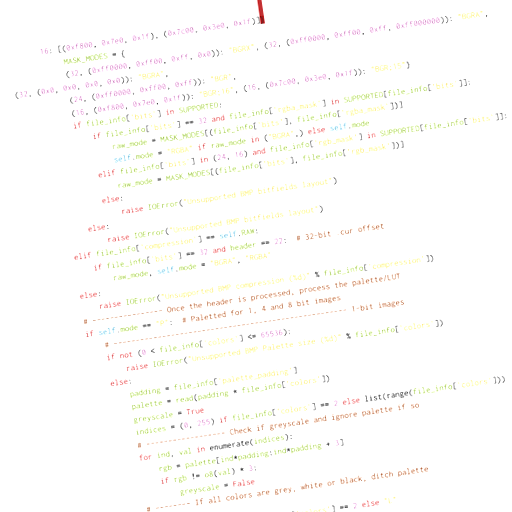 16: [(0xf800, 0x7e0, 0x1f), (0x7c00, 0x3e0, 0x1f)]}
MASK_MODES = {
(32, (0xff0000, 0xff00, 0xff, 0x0)): "BGRX", (32, (0xff0000, 0xff00, 0xff, 0xff000000)): "BGRA",
(32, (0x0, 0x0, 0x0, 0x0)): "BGRA",
(24, (0xff0000, 0xff00, 0xff)): "BGR",
(16, (0xf800, 0x7e0, 0x1f)): (16, (0x7c00, 0x3e0, 0x1f)):
if file_info['bits'] in SUPPORTED:
if file_info['bits'] == 32 and file_info['rgba_mask'] in SUPPORTED[file_info['bits']]:
raw_mode = MASK_MODES[(file_info['bits'], file_info['rgba_mask'])]
self.mode = "RGBA" if raw_mode in ("BGRA",) else self.mode
elif file_info['bits'] in (24, 16) and file_info['rgb_mask'] in SUPPORTED[file_info['bits']]:
raw_mode = MASK_MODES[(file_info['bits'], file_info['rgb_mask'])]
else:
raise IOError("Unsupported BMP bitfields layout")
else:
raise IOError("Unsupported BMP bitfields layout")
elif file_info['compression'] == self.RAW:
if file_info['bits'] == 32 and header == 22: # 32-bit .cur offset
raw_mode, self.mode = "BGRA", "RGBA"
else:
raise IOError("Unsupported BMP compression (%d)" % file_info['compression'])
# --------------- Once the header is processed, process the palette/LUT
if self.mode == "P": # Paletted for 1, 4 and 8 bit images
# ---------------------------------------------------- 1-bit images
if not (0 < file_info['colors'] <= 65536):
raise IOError("Unsupported BMP Palette size (%d)" % file_info['colors'])
else:
padding = file_info['palette_padding']
palette = read(padding * file_info['colors'])
greyscale = True
indices = (0, 255) if file_info['colors'] == 2 else list(range(file_info['colors']))
# ----------------- Check if greyscale and ignore palette if so
for ind, val in enumerate(indices):
rgb = palette[ind*padding:ind*padding + 3]
if rgb != o8(val) * 3:
greyscale = False
# ------- If all colors are grey, white or black, ditch palette
== 2 else "L"